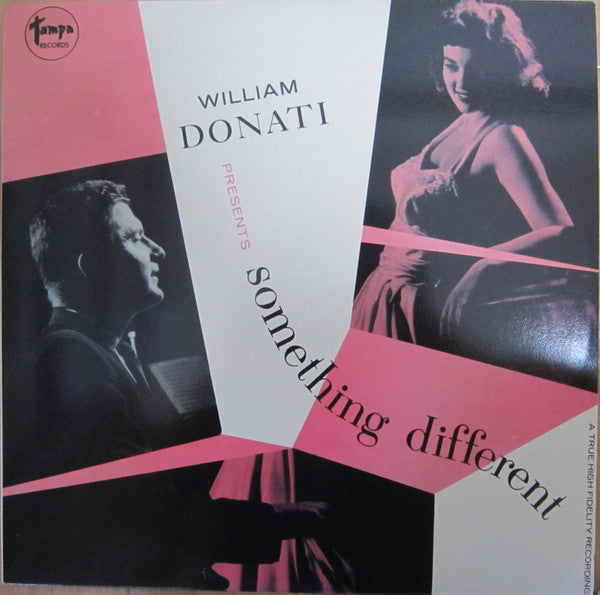 Tampa
RECORDS
WILLIAM
DONATI
PRESENTS
something different
A TRUE HIGH FIDELITY RECORDING